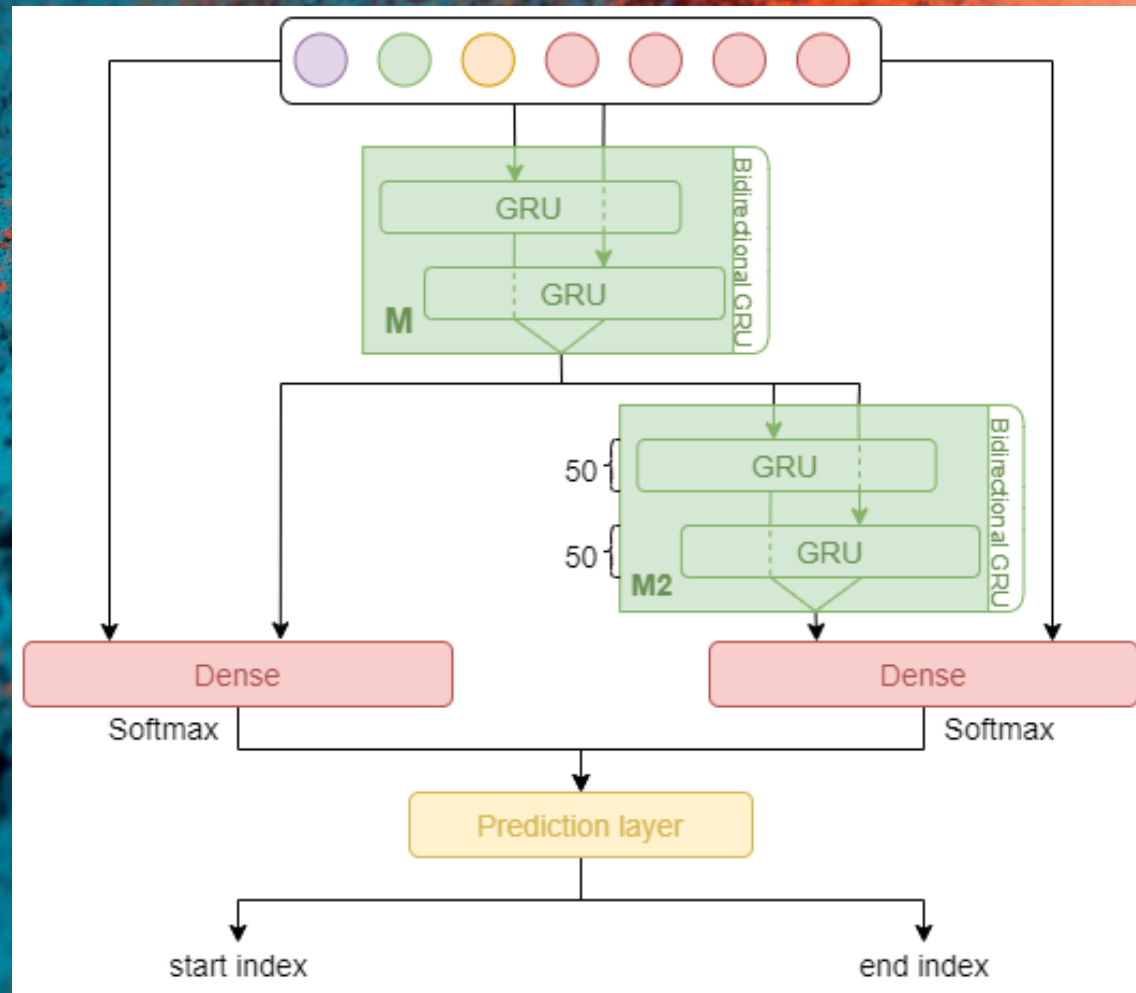 GRU
Bidirectional GRU
GRU
M
50
GRU
Bidirectional GRU
50
GRU
M2
Dense
Dense
Softmax
Softmax
Prediction layer
start index
end index